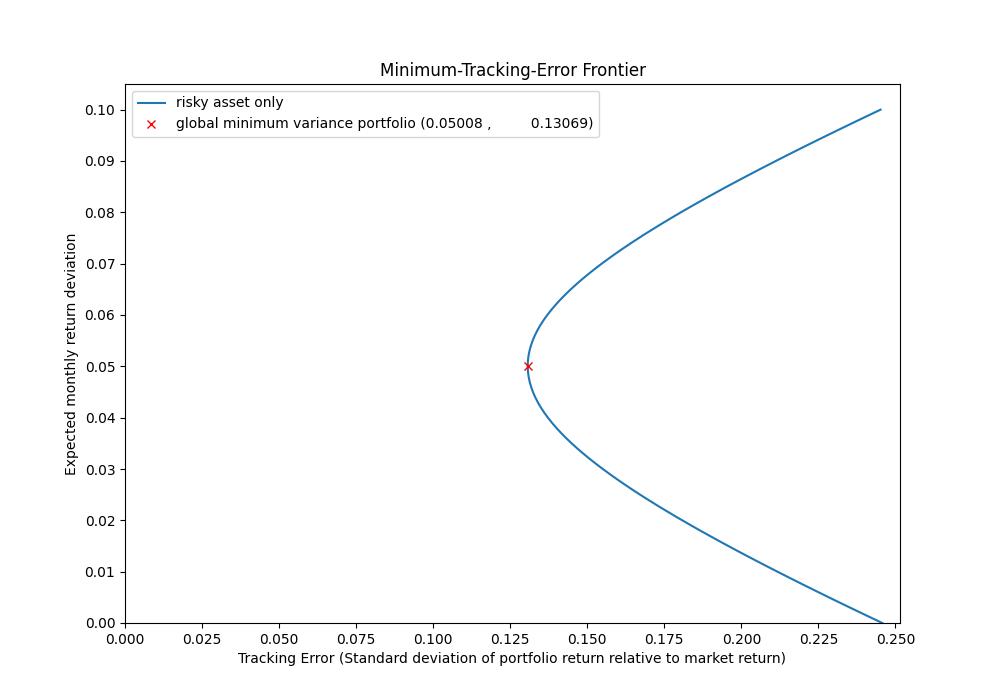 Minimum-Tracking-Error Frontier
risky asset only
global minimum variance portfolio (0.05008 ,         0.13069)
Expected monthly return deviation
0.10
0.09
0.08
0.07
0.06
0.05
0.04
0.03
0.02
0.01
0.00
0.000 0.025 0.050 0.075 0.100 0.125 0.150 0.175 0.200 0.225 0.250
Tracking Error (Standard deviation of portfolio return relative to market return)